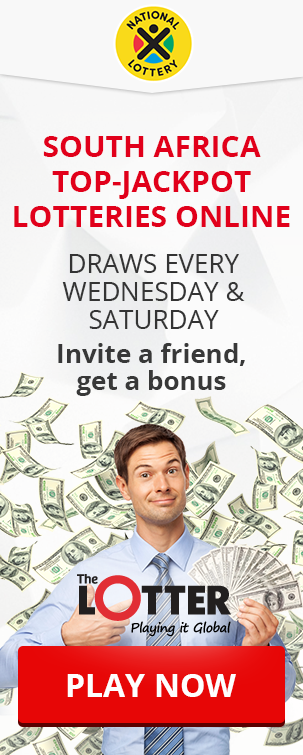 NATIONAL
LOTTERY
SOUTH AFRICA
TOP-JACKPOT
LOTTERIES ONLINE
DRAWS EVERY
WEDNESDAY &
SATURDAY
Invite a friend,
get a bonus
The
LOTTER
Playing it Global
PLAY NOW